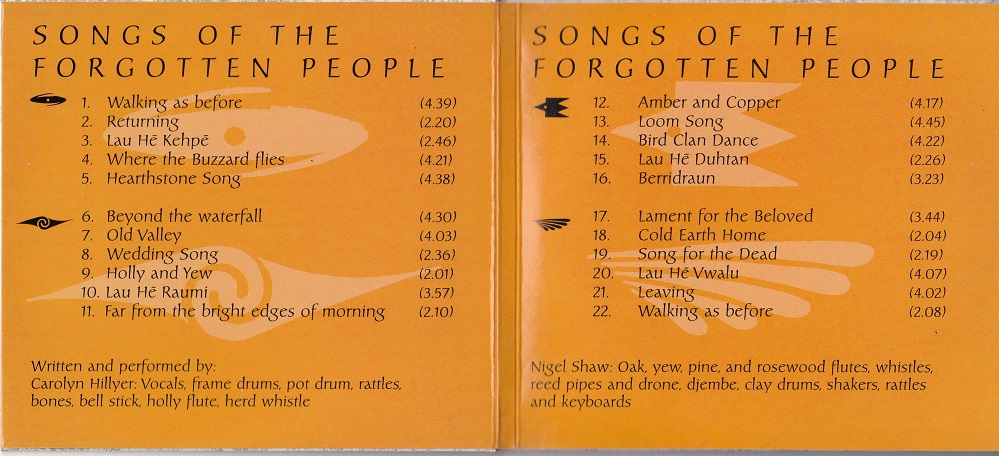 SONGS OF THE
FORGOTTEN PEOPLE
1. Walking as before (4.39)
2. Returning (2.20)
3. Lau Hē Kehpē (2.46)
4. Where the Buzzard flies (4.21)
5. Hearthstone Song (4.38)
6. Beyond the waterfall (4.30)
7. Old Valley (4.03)
8. Wedding Song (2.36)
9. Holly and Yew (2.01)
10. Lau Hē Raumi (3.57)
11. Far from the bright edges of morning (2.10)
Written and performed by:
Carolyn Hillyer: Vocals, frame drums, pot drum, rattles,
bones, bell stick, holly flute, herd whistle
SONGS OF THE
FORGOTTEN PEOPLE
12. Amber and Copper (4.17)
13. Loom Song (4.45)
14. Bird Clan Dance (4.22)
15. Lau Hē Duhtan (2.26)
16. Berridraun (3.23)
17. Lament for the Beloved (3.44)
18. Cold Earth Home (2.04)
19. Song for the Dead (2.19)
20. Lau Hē Vwalu (4.07)
21. Leaving (4.02)
22. Walking as before (2.08)
Nigel Shaw: Oak, yew, pine, and rosewood flutes, whistles,
reed pipes and drone, djembe, clay drums, shakers, rattles
and keyboards